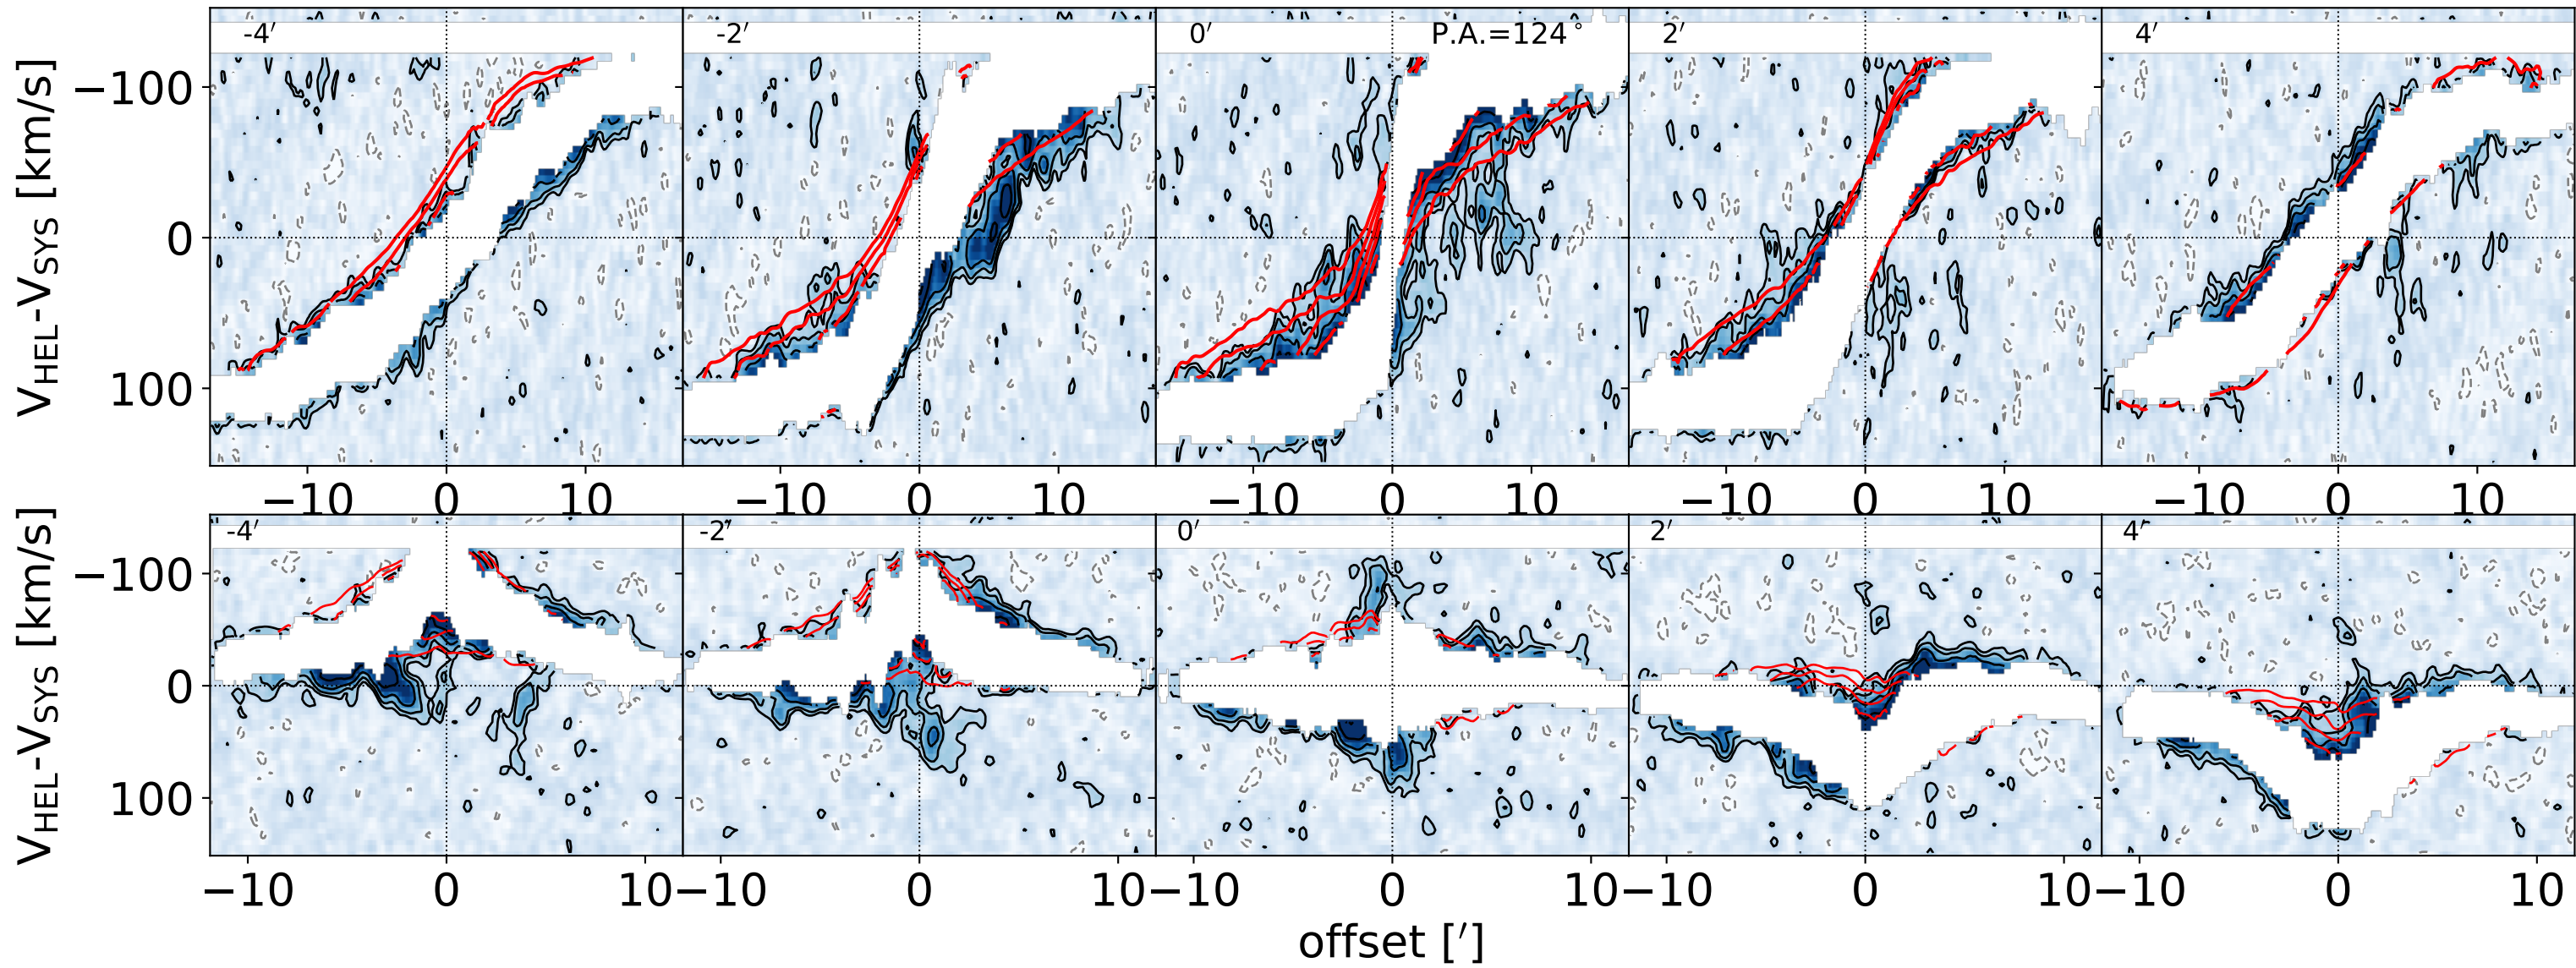 -4′ -2′ 0′ P.A.=124° 2′ 4′
V_HEL-V_SYS [km/s]
−100
0
100
−10 0 10 −10 0 10 −10 0 10 −10 0 10 −10 0 10
-4′ -2′ 0′ 2′ 4′
V_HEL-V_SYS [km/s]
−100
0
100
−10 0 10 −10 0 10 −10 0 10 −10 0 10 −10 0 10
offset [′]